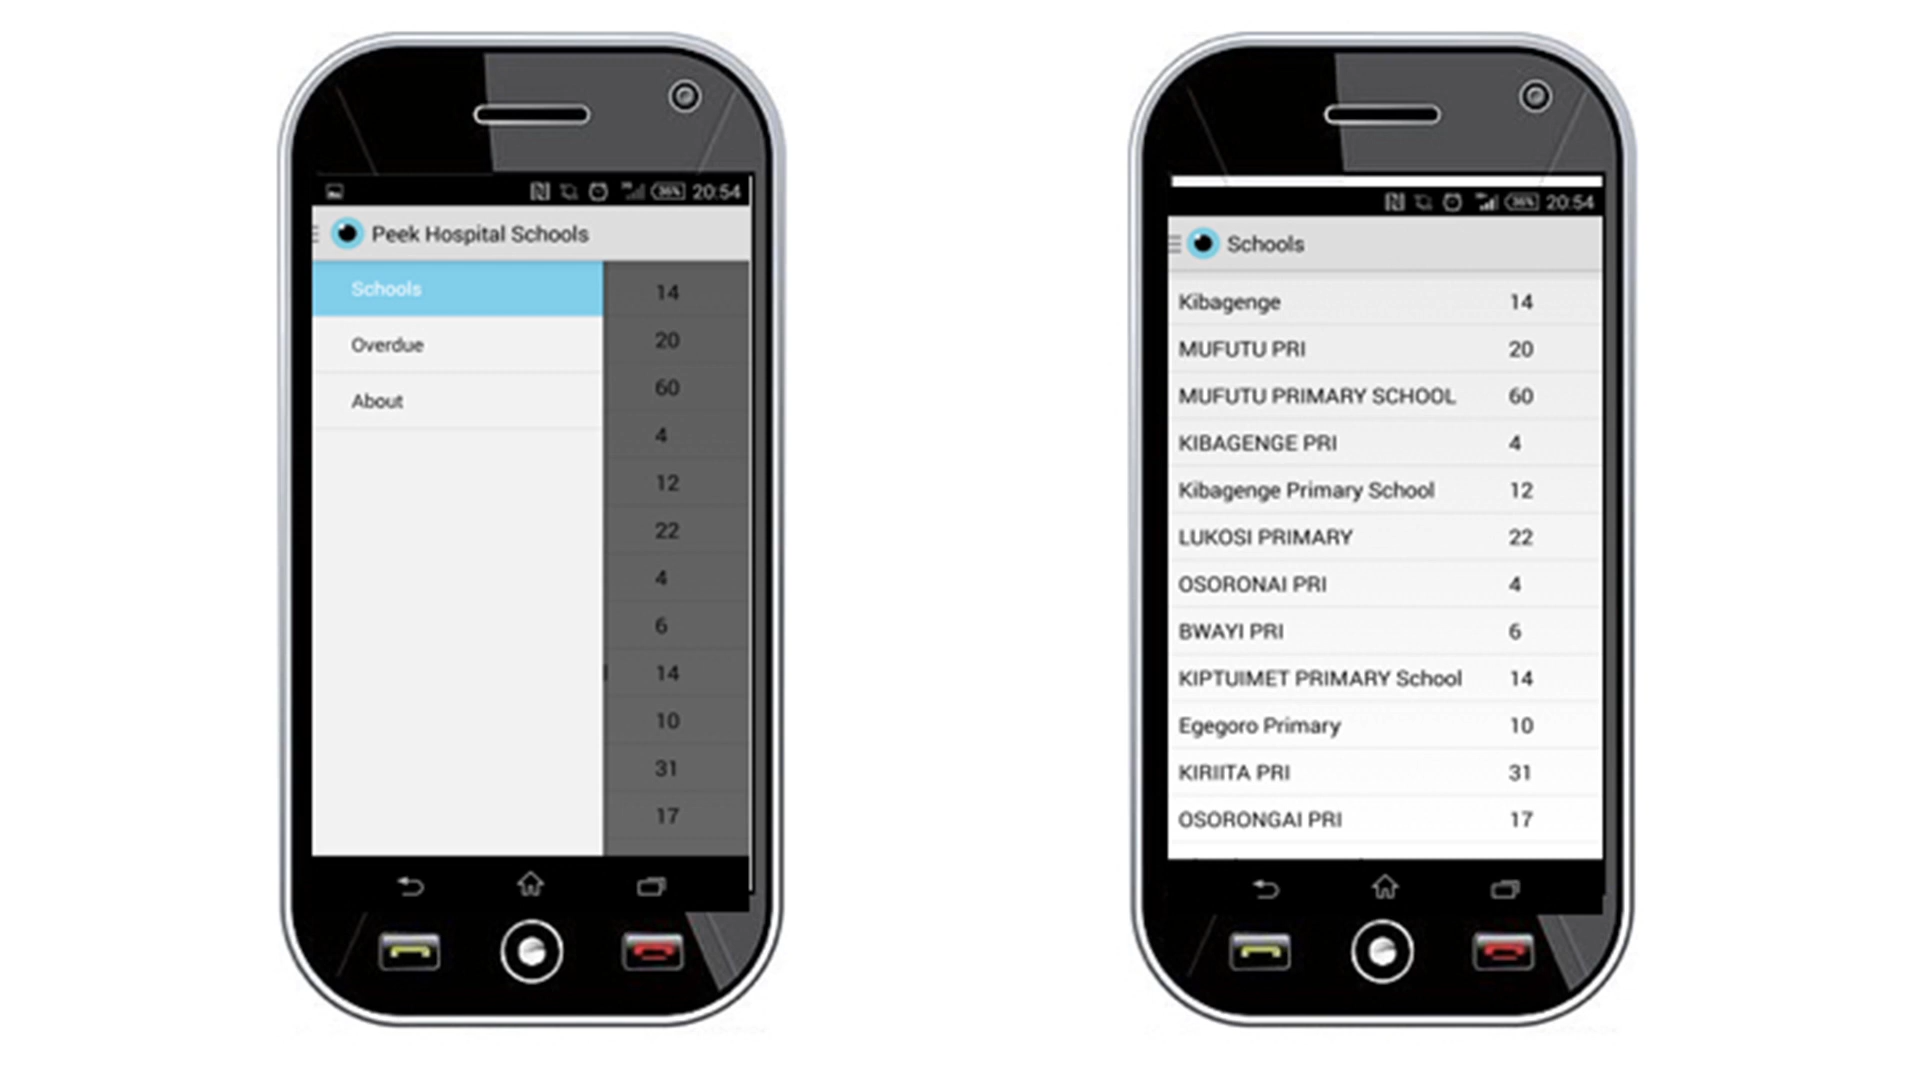 20:54
Peek Hospital Schools
Schools 14
Overdue 20
About 60
4
12
22
4
6
14
10
31
17
36% 20:54
Schools
Kibagenge 14
MUFUTU PRI 20
MUFUTU PRIMARY SCHOOL 60
KIBAGENGE PRI 4
Kibagenge Primary School 12
LUKOSI PRIMARY 22
OSORONAI PRI 4
BWAYI PRI 6
KIPTUIMET PRIMARY School 14
Egegoro Primary 10
KIRIITA PRI 31
OSORONGAI PRI 17